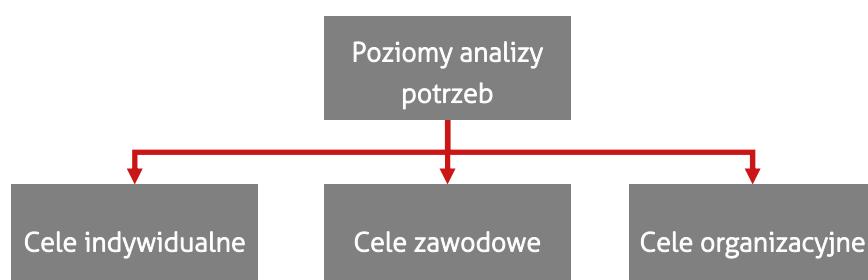 Poziomy analizy
potrzeb
Cele indywidualne
Cele zawodowe
Cele organizacyjne